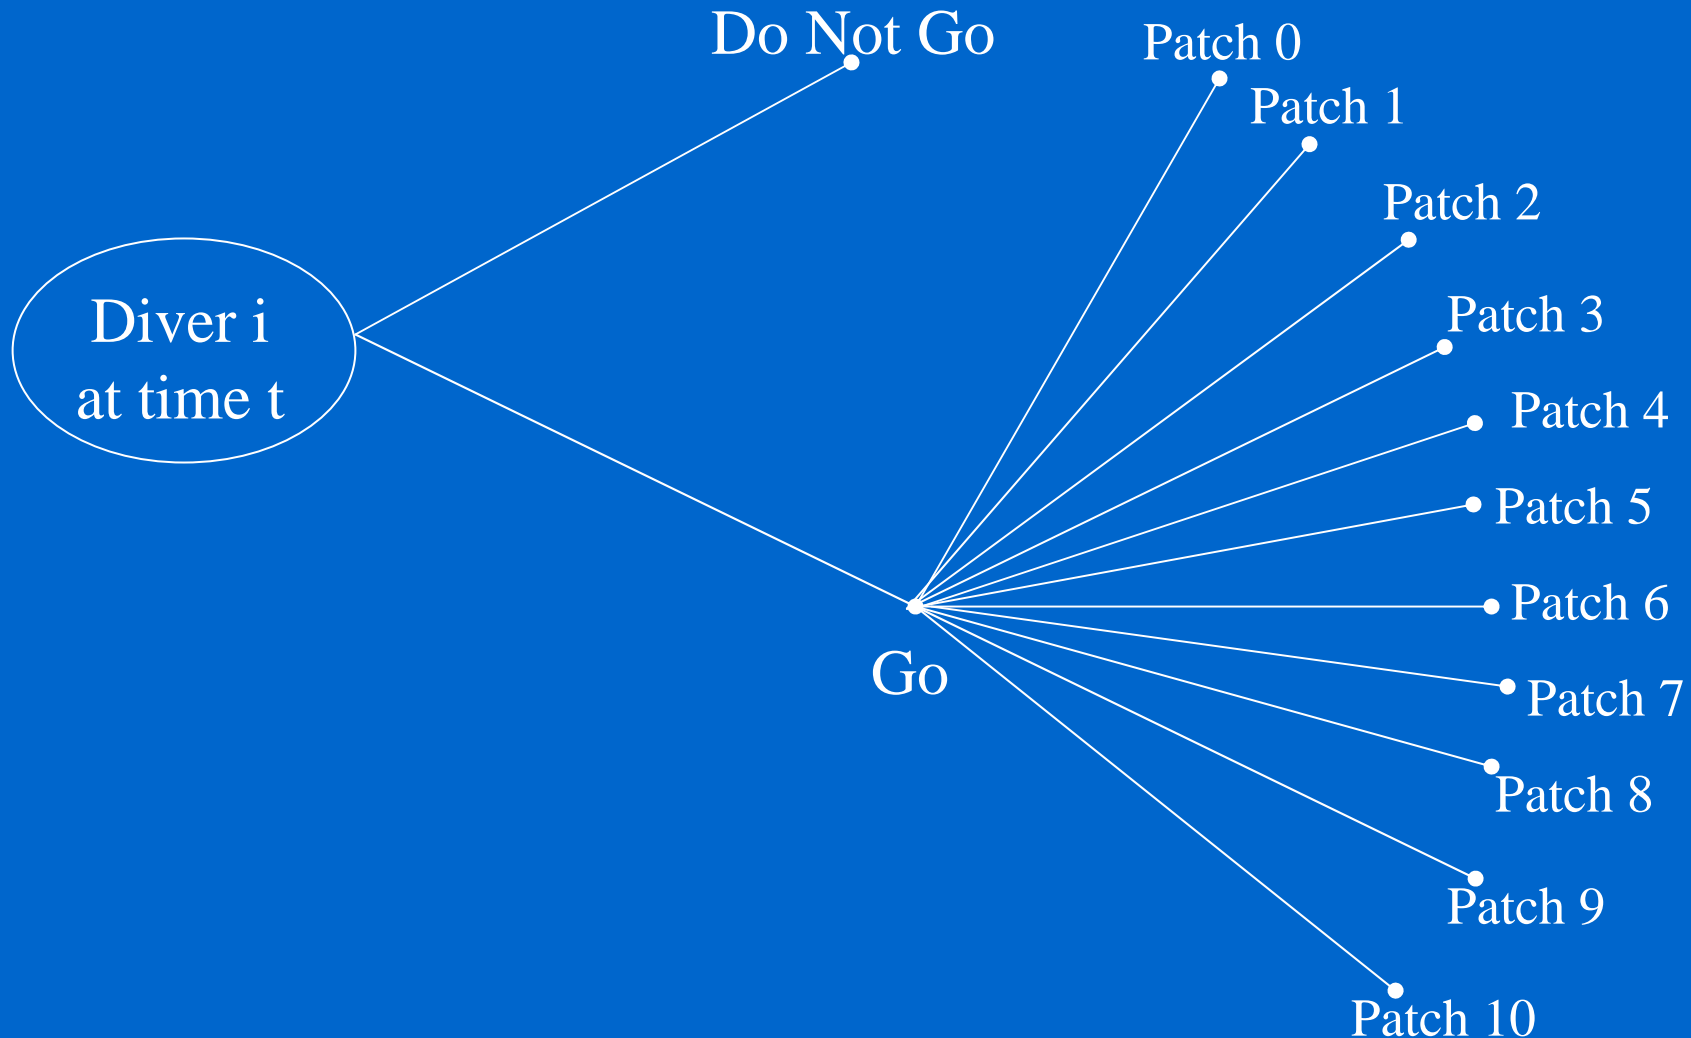 Do Not Go
Patch 0
Patch 1
Patch 2
Diver i
at time t
Patch 3
Patch 4
Patch 5
Patch 6
Go
Patch 7
Patch 8
Patch 9
Patch 10